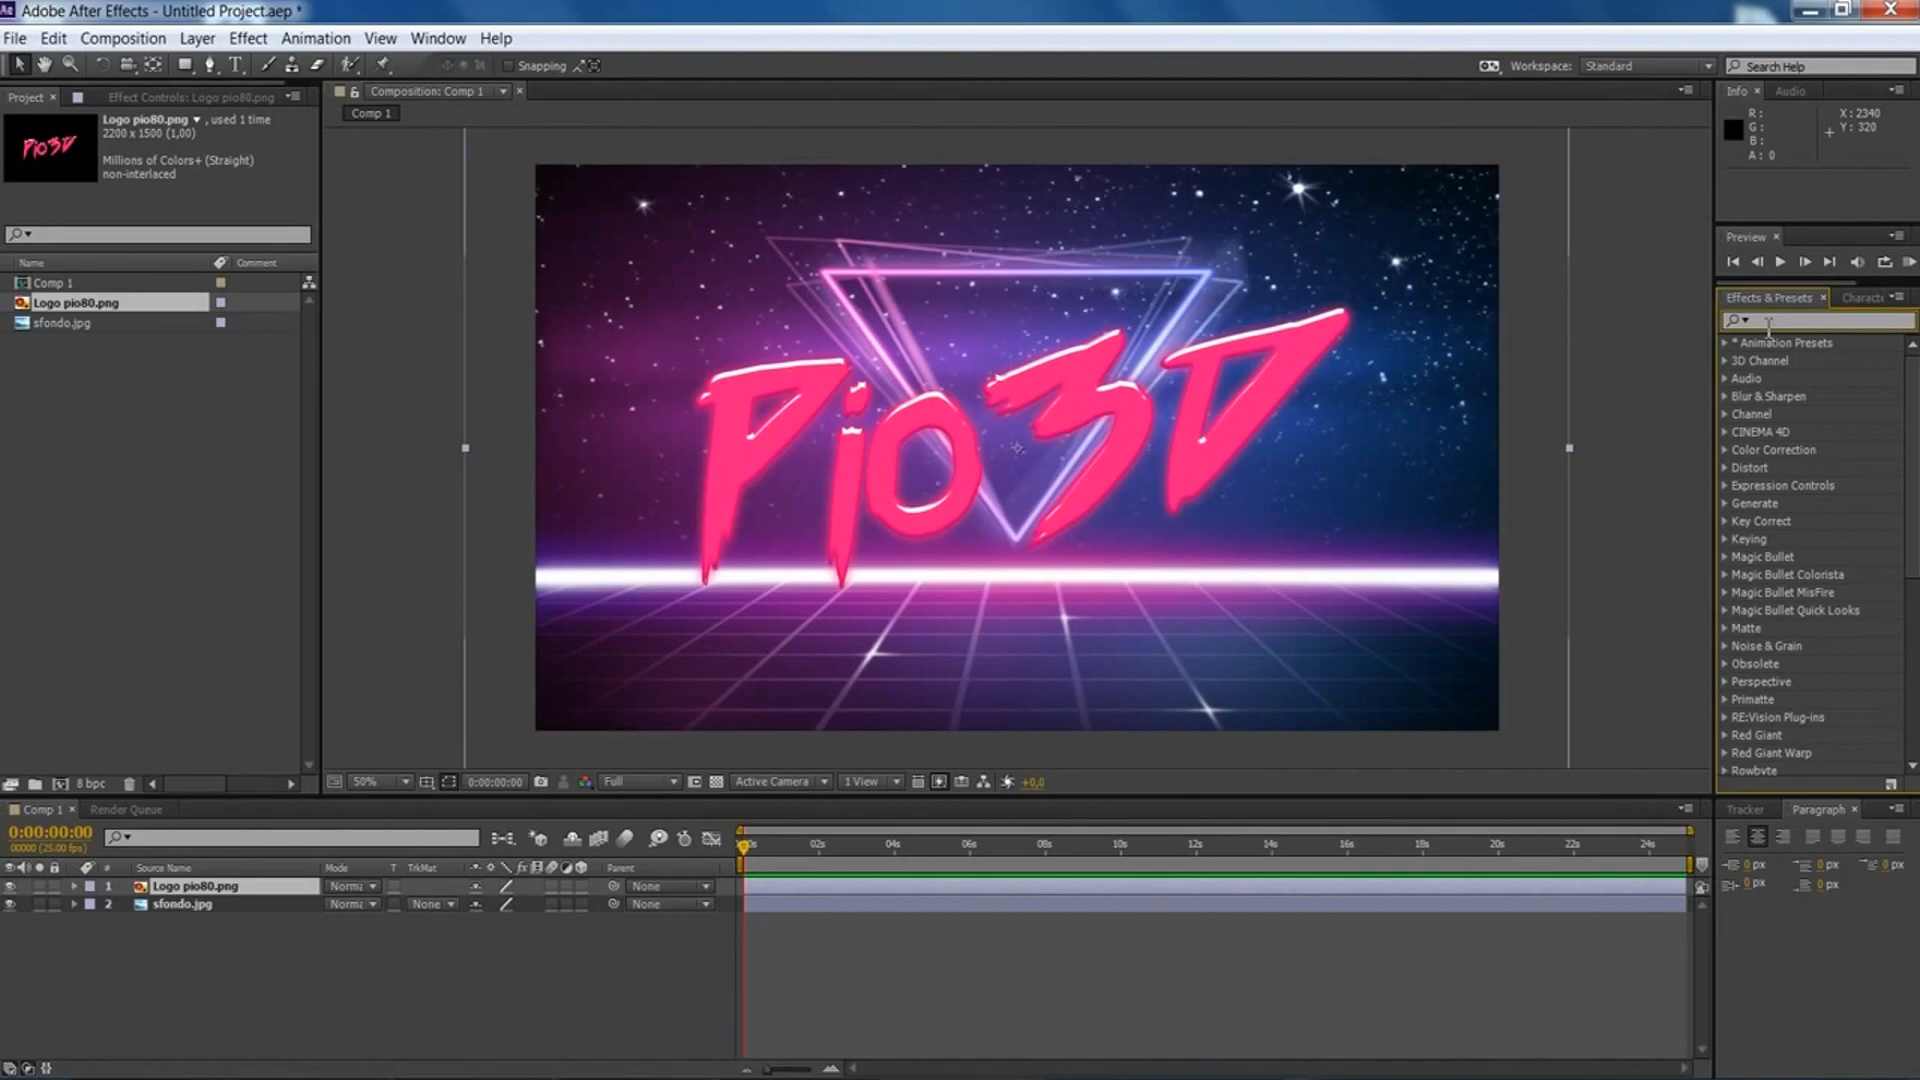 Adobe After Effects - Untitled Project.aep *
File Edit Composition Layer Effect Animation View Window Help
Snapping
Workspace: Standard
Search Help
Project
Effect Controls: Logo pio80.png
Logo pio80.png , used 1 time
2200 x 1500 (1,00)
Millions of Colors+ (Straight)
non-interlaced
Pio3D
Name Comment
Comp 1
Logo pio80.png
sfondo.jpg
8 bpc
Composition: Comp 1
Comp 1
Pio3D
50% 0:00:00:00 Full Active Camera 1 View +0,0
Info Audio
R:
G:
B:
A: 0
X: 2340
Y: 320
Preview
Effects & Presets
* Animation Presets
3D Channel
Audio
Blur & Sharpen
Channel
CINEMA 4D
Color Correction
Distort
Expression Controls
Generate
Key Correct
Keying
Magic Bullet
Magic Bullet Colorista
Magic Bullet MisFire
Magic Bullet Quick Looks
Matte
Noise & Grain
Obsolete
Perspective
Primatte
RE:Vision Plug-ins
Red Giant
Red Giant Warp
Rowbyte
Comp 1 Render Queue
0:00:00:00
00000 (25.00 fps)
02s 04s 06s 08s 10s 12s 14s 16s 18s 20s 22s 24s
# Source Name Mode T TrkMat fx Parent
1 Logo pio80.png None
2 sfondo.jpg None None
Tracker Paragraph
0 px 0 px 0 px
0 px 0 px